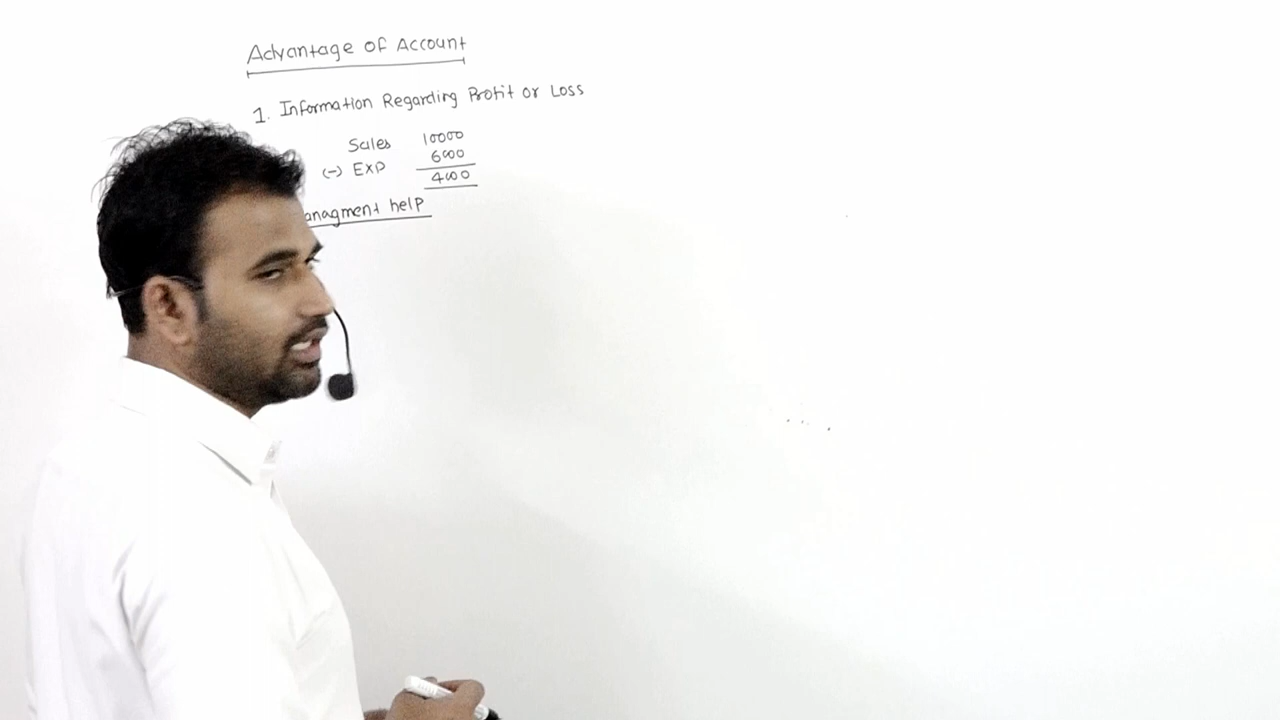 Advantage of Account
1. Information Regarding Profit or Loss
Sales 10000
(-) EXP 6000
4000
anagment help